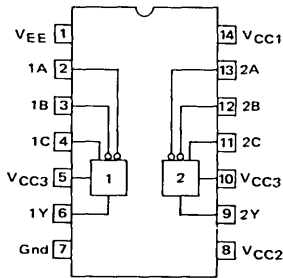 VEE 1 14 VCC1
1A 2 13 2A
1B 3 12 2B
1C 4 11 2C
VCC3 5 1 2 10 VCC3
1Y 6 9 2Y
Gnd 7 8 VCC2